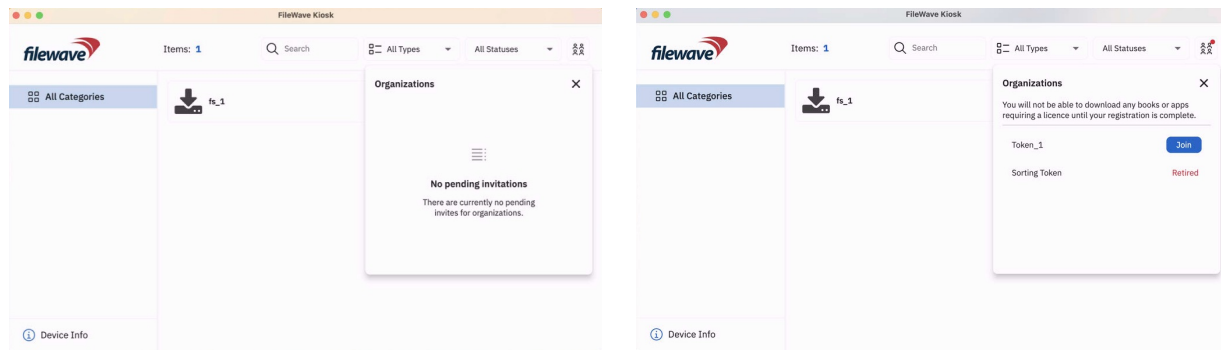 FileWave Kiosk
filewave
Items: 1
Search
All Types
All Statuses
All Categories
fs_1
Organizations
No pending invitations
There are currently no pending
invites for organizations.
Device Info
FileWave Kiosk
filewave
Items: 1
Search
All Types
All Statuses
All Categories
fs_1
Organizations
You will not be able to download any books or apps
requiring a licence until your registration is complete.
Token_1
Join
Sorting Token
Retired
Device Info